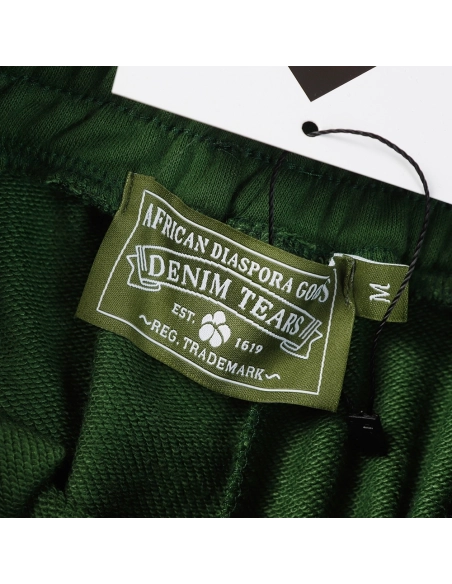 AFRICAN DIASPORA GOODS
DENIM TEARS
EST. 1619
~REG. TRADEMARK~
M